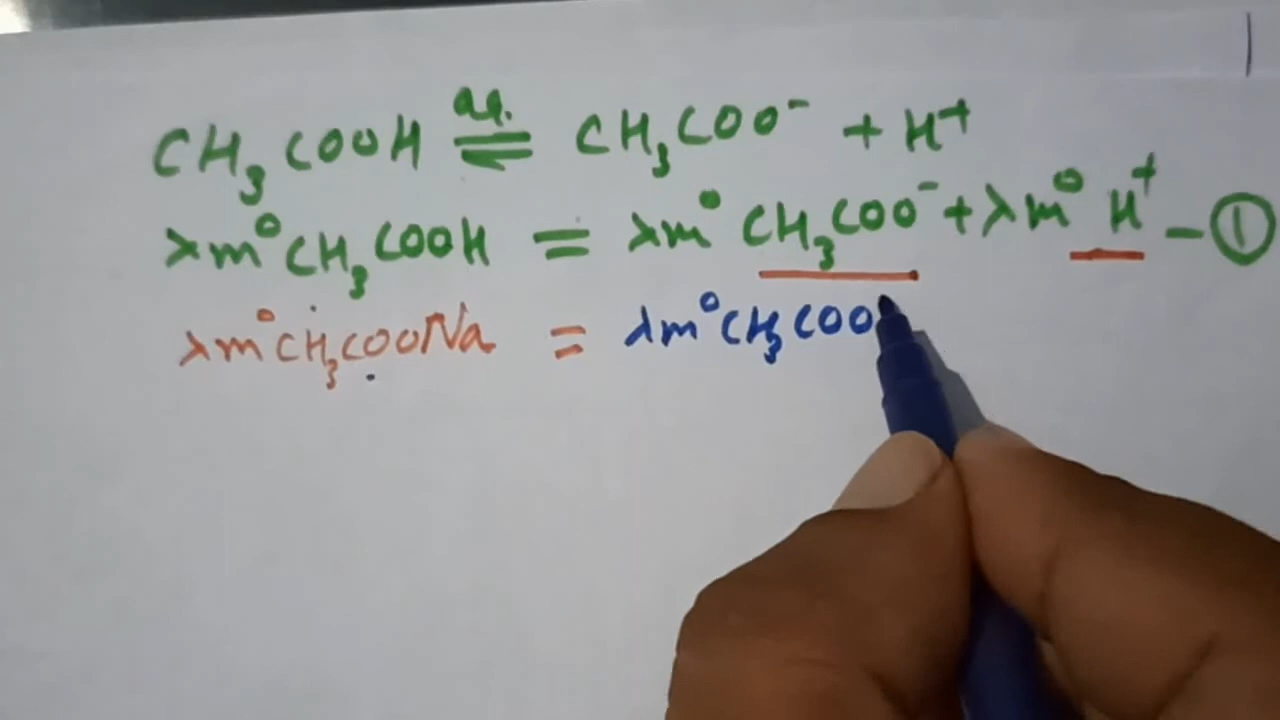 CH₃COOH ⇌ (aq.) CH₃COO⁻ + H⁺
λm° CH₃COOH = λm° CH₃COO⁻ + λm° H⁺ — ①
λm° CH₃COONa = λm° CH₃COO